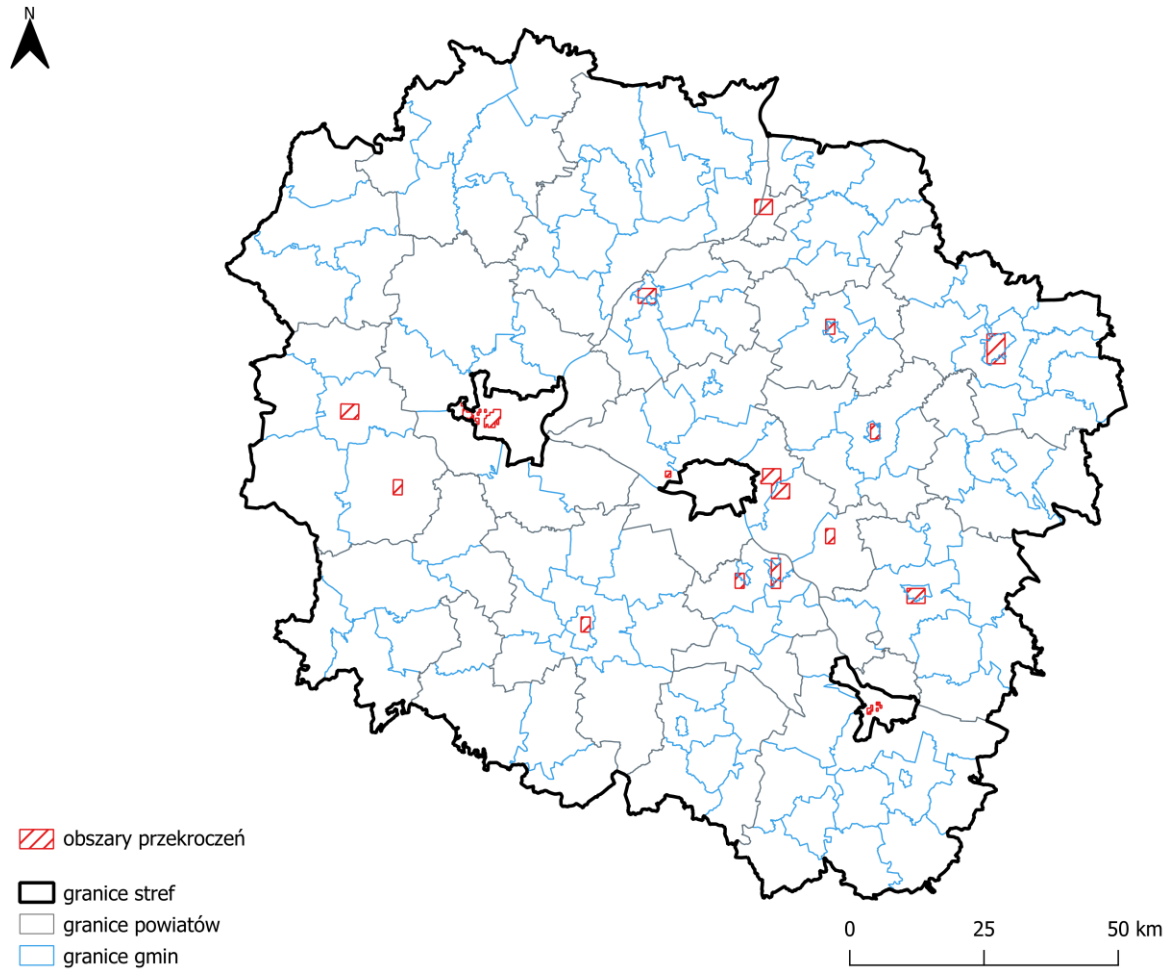 N
obszary przekroczeń
granice stref
granice powiatów
granice gmin
0 25 50 km